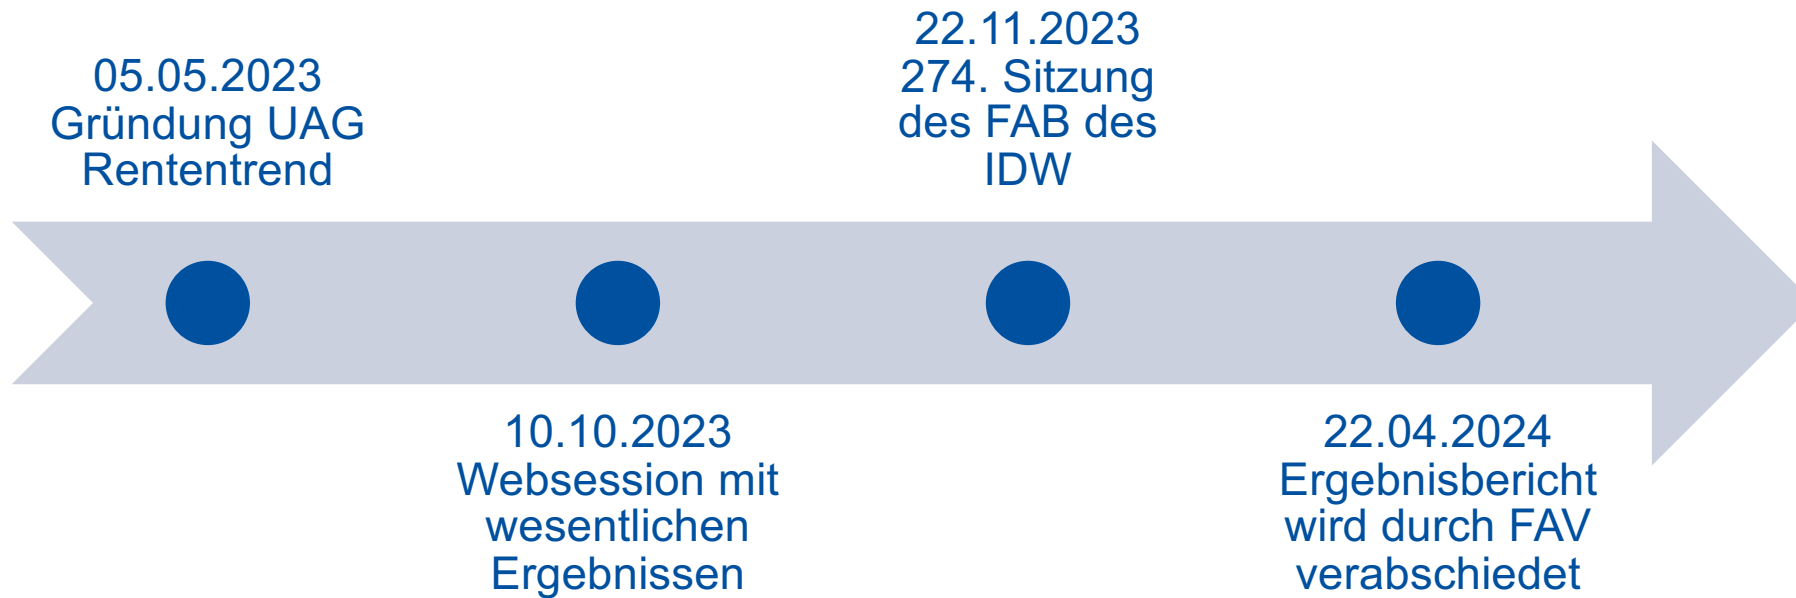 05.05.2023
Gründung UAG
Rententrend
10.10.2023
Websession mit
wesentlichen
Ergebnissen
22.11.2023
274. Sitzung
des FAB des
IDW
22.04.2024
Ergebnisbericht
wird durch FAV
verabschiedet